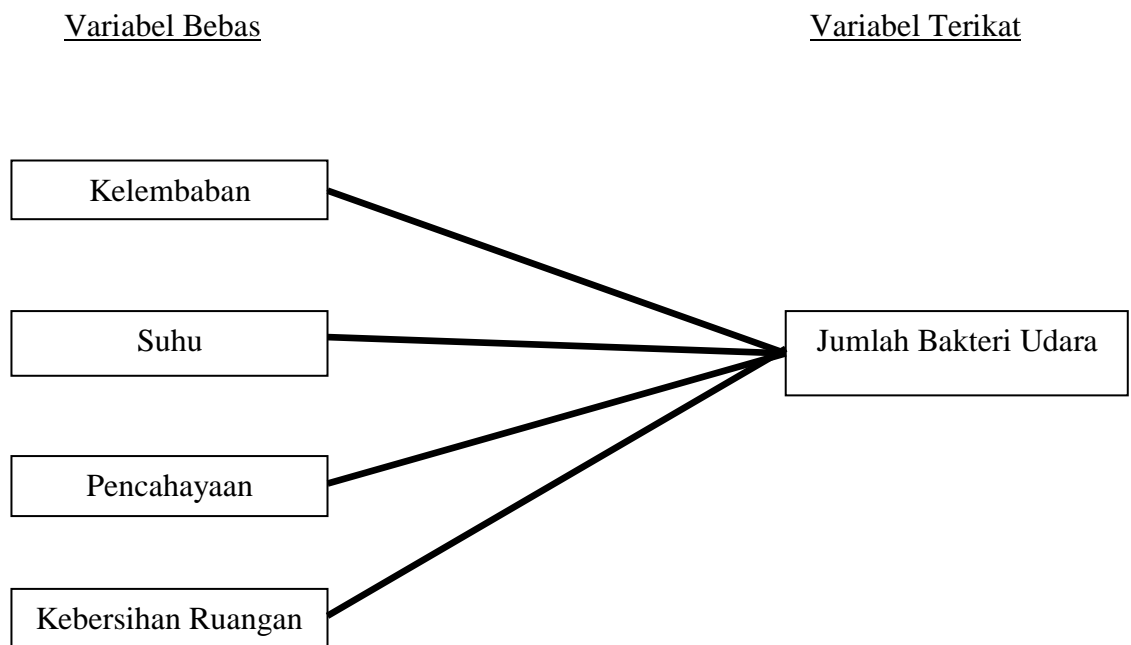 Variabel Bebas
Variabel Terikat
Kelembaban
Suhu
Jumlah Bakteri Udara
Pencahayaan
Kebersihan Ruangan